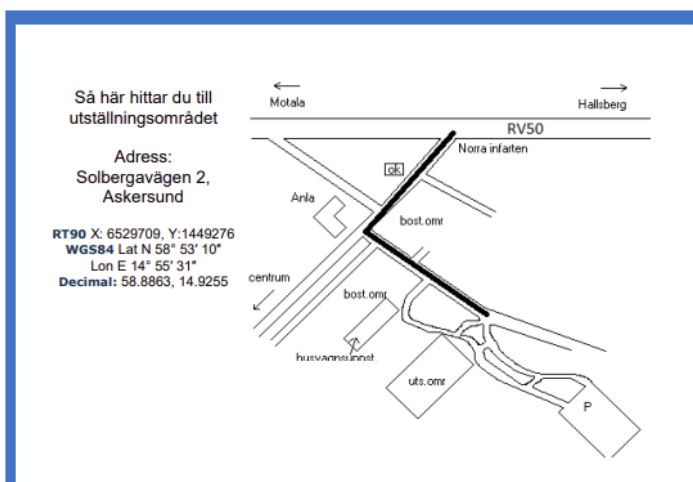 Så här hittar du till
utställningsområdet
Adress:
Solbergavägen 2,
Askersund
RT90 X: 6529709, Y:1449276
WGS84 Lat N 58° 53′ 10″
Lon E 14° 55′ 31″
Decimal: 58.8863, 14.9255
Motala
Hallsberg
RV50
Norra infarten
ok
Anla
bost.omr
centrum
bost.omr
uts.omr
P